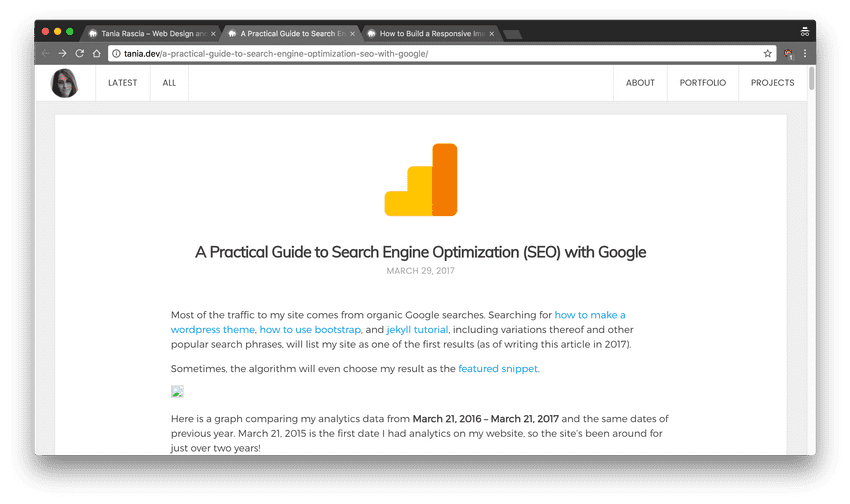 Tania Rascia – Web Design and
A Practical Guide to Search En
How to Build a Responsive Ima
tania.dev/a-practical-guide-to-search-engine-optimization-seo-with-google/
LATEST ALL ABOUT PORTFOLIO PROJECTS
A Practical Guide to Search Engine Optimization (SEO) with Google
MARCH 29, 2017
Most of the traffic to my site comes from organic Google searches. Searching for how to make a
wordpress theme, how to use bootstrap, and jekyll tutorial, including variations thereof and other
popular search phrases, will list my site as one of the first results (as of writing this article in 2017).
Sometimes, the algorithm will even choose my result as the featured snippet.
Here is a graph comparing my analytics data from March 21, 2016 – March 21, 2017 and the same dates of
previous year. March 21, 2015 is the first date I had analytics on my website, so the site's been around for
just over two years!